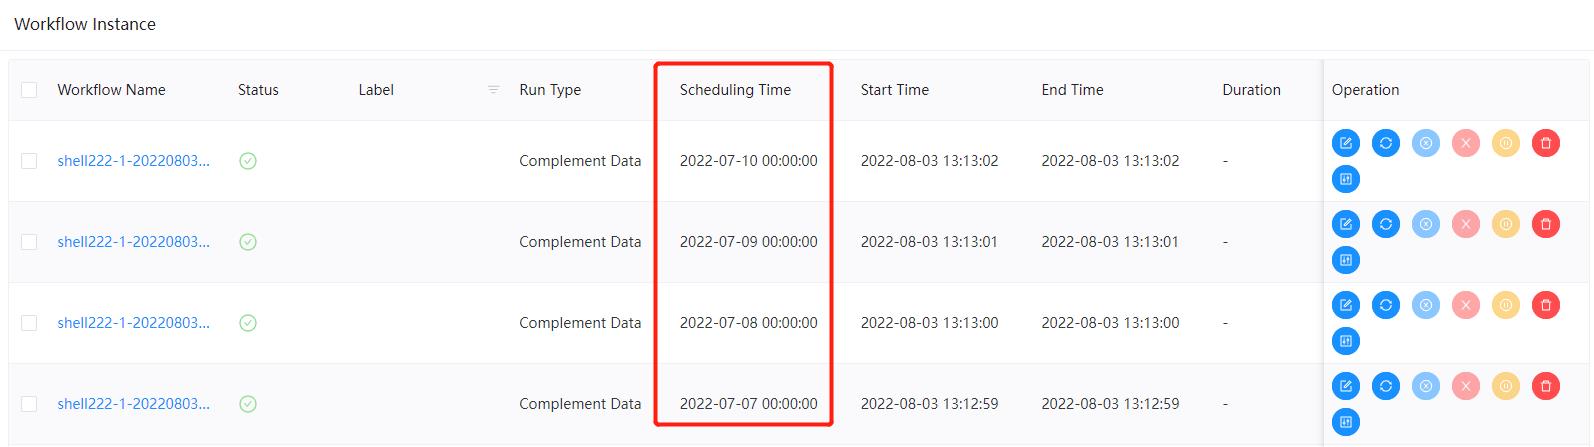 Workflow Instance
Workflow Name Status Label Run Type Scheduling Time Start Time End Time Duration Operation
shell222-1-20220803... Complement Data 2022-07-10 00:00:00 2022-08-03 13:13:02 2022-08-03 13:13:02 -
shell222-1-20220803... Complement Data 2022-07-09 00:00:00 2022-08-03 13:13:01 2022-08-03 13:13:01 -
shell222-1-20220803... Complement Data 2022-07-08 00:00:00 2022-08-03 13:13:00 2022-08-03 13:13:00 -
shell222-1-20220803... Complement Data 2022-07-07 00:00:00 2022-08-03 13:12:59 2022-08-03 13:12:59 -